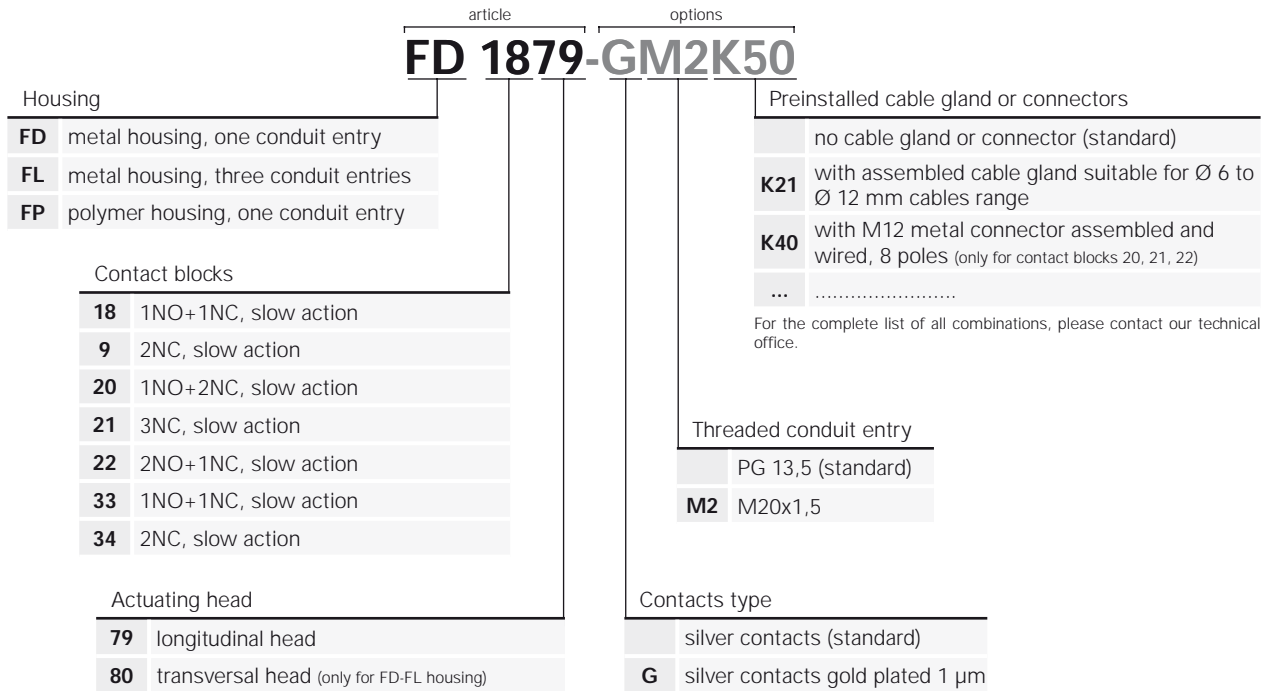 article
options
FD 1879-GM2K50
Housing
FD metal housing, one conduit entry
FL metal housing, three conduit entries
FP polymer housing, one conduit entry
Contact blocks
18 1NO+1NC, slow action
9 2NC, slow action
20 1NO+2NC, slow action
21 3NC, slow action
22 2NO+1NC, slow action
33 1NO+1NC, slow action
34 2NC, slow action
Actuating head
79 longitudinal head
80 transversal head (only for FD-FL housing)
Preinstalled cable gland or connectors
no cable gland or connector (standard)
K21 with assembled cable gland suitable for Ø 6 to
Ø 12 mm cables range
K40 with M12 metal connector assembled and
wired, 8 poles (only for contact blocks 20, 21, 22)
... ........................
For the complete list of all combinations, please contact our technical
office.
Threaded conduit entry
PG 13,5 (standard)
M2 M20x1,5
Contacts type
silver contacts (standard)
G silver contacts gold plated 1 µm